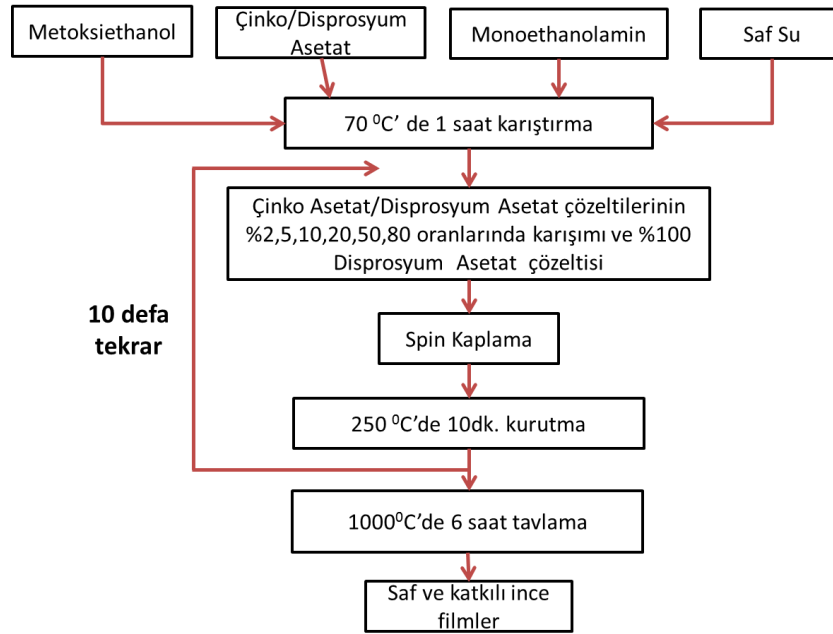 Metoksiethanol
Çinko/Disprosyum
Asetat
Monoethanolamin
Saf Su
70 ⁰C' de 1 saat karıştırma
Çinko Asetat/Disprosyum Asetat çözeltilerinin
%2,5,10,20,50,80 oranlarında karışımı ve %100
Disprosyum Asetat çözeltisi
10 defa
tekrar
Spin Kaplama
250 ⁰C'de 10dk. kurutma
1000⁰C'de 6 saat tavlama
Saf ve katkılı ince
filmler